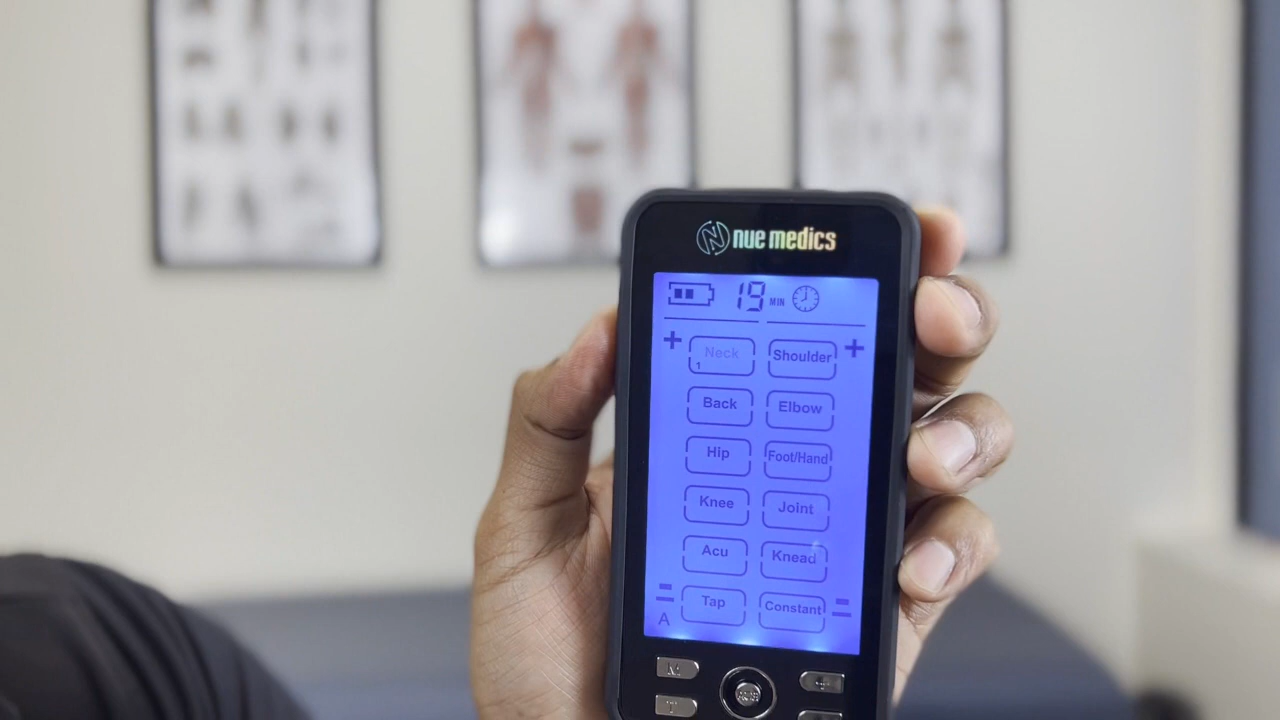 nue medics
19 MIN
+ Neck Shoulder +
1
Back Elbow
Hip Foot/Hand
Knee Joint
Acu Knead
Tap Constant
A
M +
T